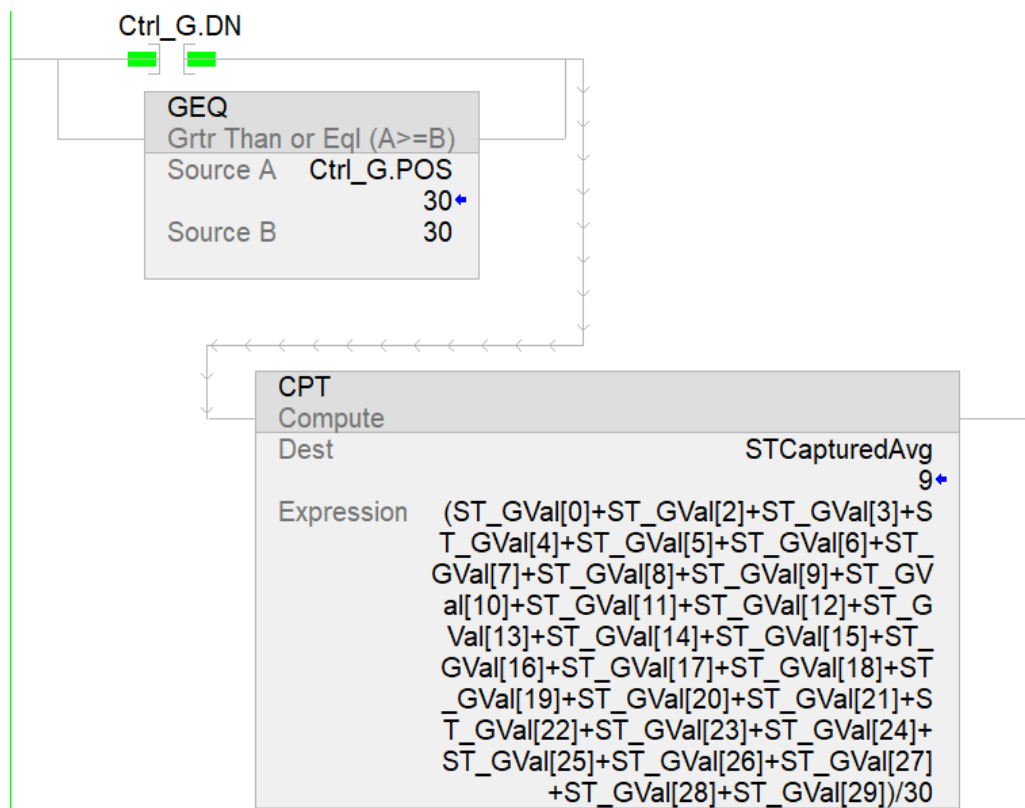 Ctrl_G.DN
GEQ
Grtr Than or Eql (A>=B)
Source A Ctrl_G.POS
30
Source B 30
CPT
Compute
Dest STCapturedAvg
9
Expression (ST_GVal[0]+ST_GVal[2]+ST_GVal[3]+S
T_GVal[4]+ST_GVal[5]+ST_GVal[6]+ST_
GVal[7]+ST_GVal[8]+ST_GVal[9]+ST_GV
al[10]+ST_GVal[11]+ST_GVal[12]+ST_G
Val[13]+ST_GVal[14]+ST_GVal[15]+ST_
GVal[16]+ST_GVal[17]+ST_GVal[18]+ST
_GVal[19]+ST_GVal[20]+ST_GVal[21]+S
T_GVal[22]+ST_GVal[23]+ST_GVal[24]+
ST_GVal[25]+ST_GVal[26]+ST_GVal[27]
+ST_GVal[28]+ST_GVal[29])/30